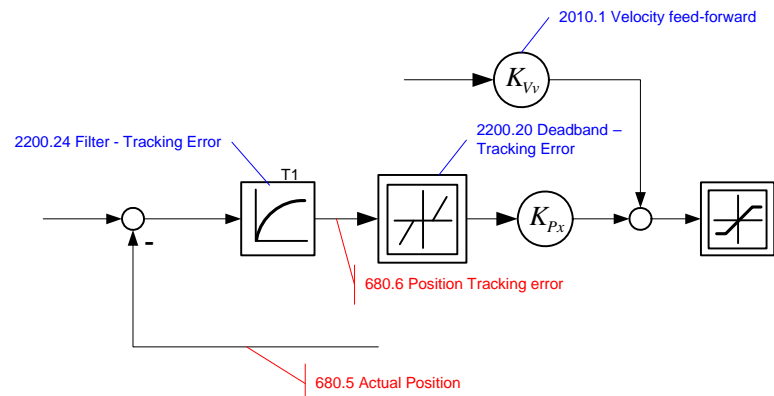 2010.1 Velocity feed-forward
K_Vv
2200.24 Filter - Tracking Error
2200.20 Deadband –
Tracking Error
T1
K_Px
-
680.6 Position Tracking error
680.5 Actual Position